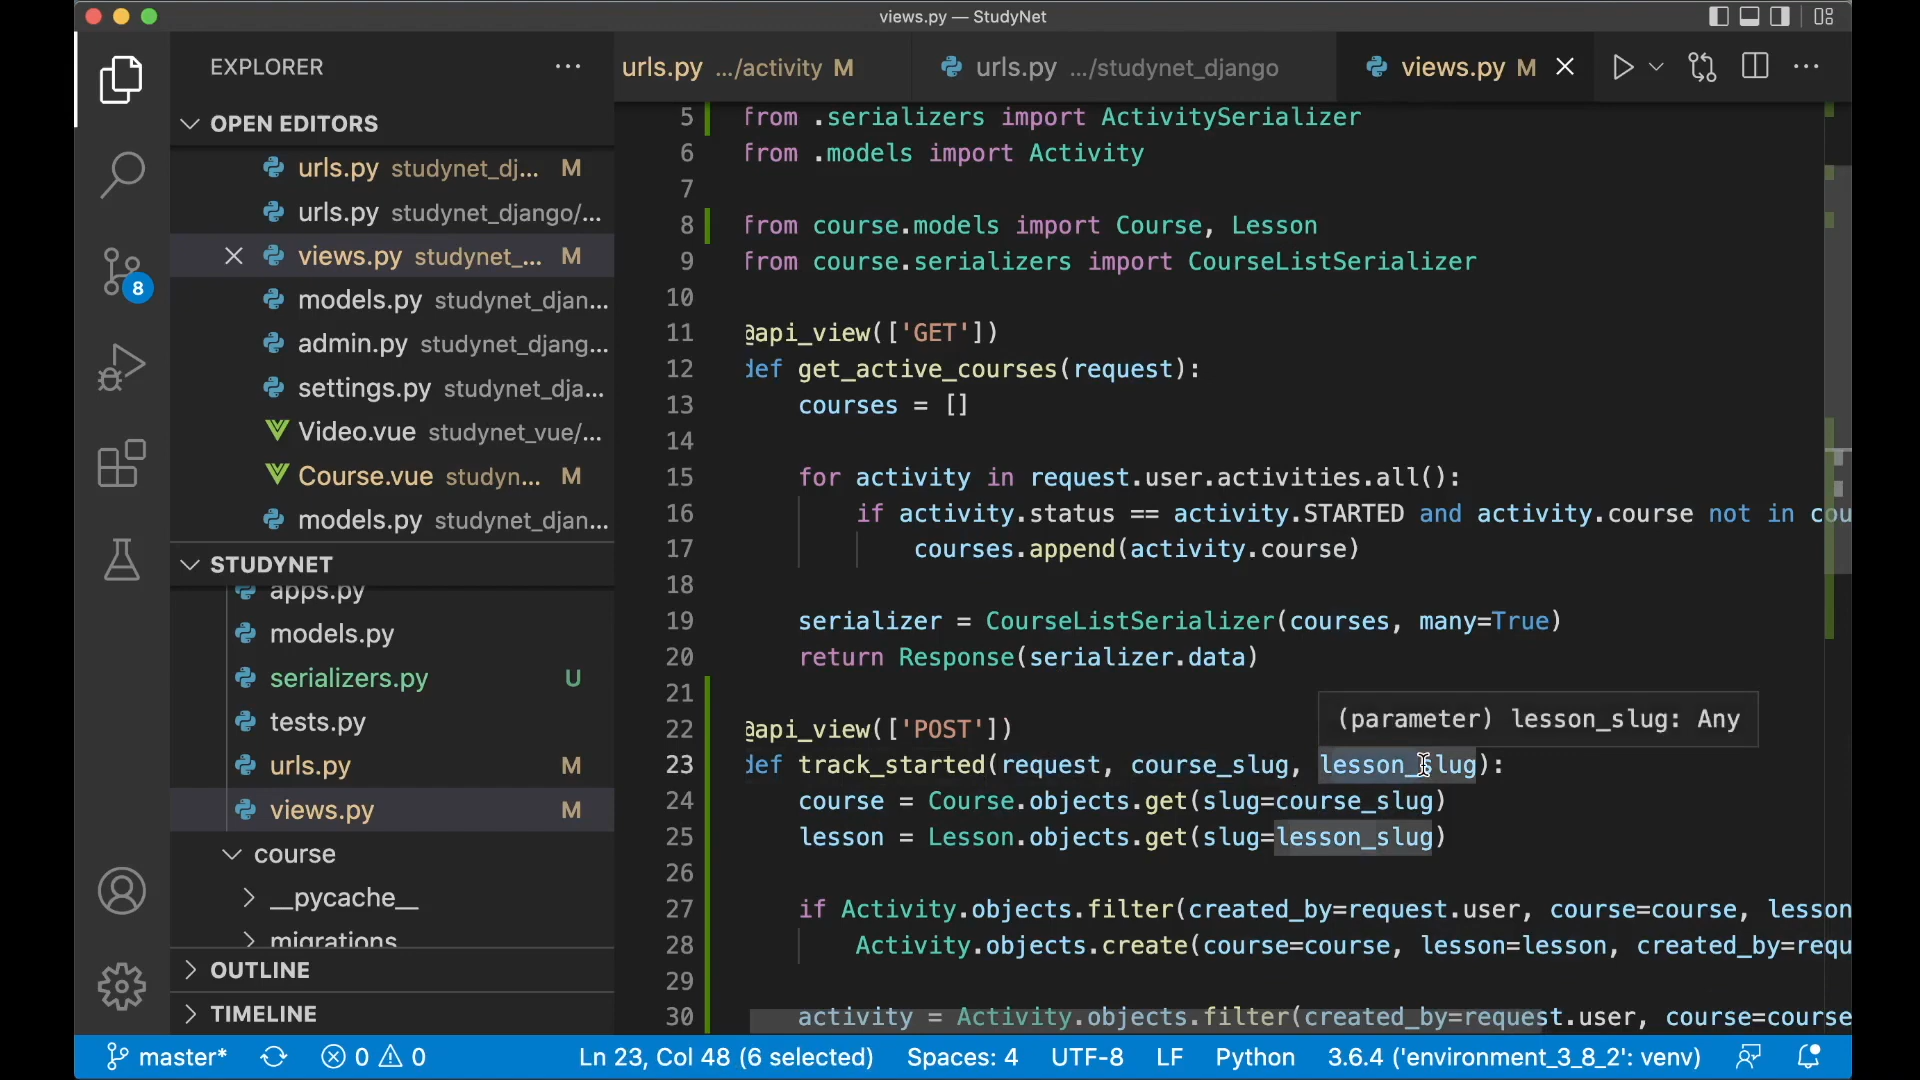 views.py — StudyNet
EXPLORER
OPEN EDITORS
urls.py studynet_dj... M
urls.py studynet_django/...
views.py studynet_... M
models.py studynet_djan...
admin.py studynet_djang...
settings.py studynet_dja...
Video.vue studynet_vue/...
Course.vue studyn... M
models.py studynet_djan...
STUDYNET
apps.py
models.py
serializers.py U
tests.py
urls.py M
views.py M
course
__pycache__
migrations
OUTLINE
TIMELINE
8
urls.py .../activity M
urls.py .../studynet_django
views.py M
5 from .serializers import ActivitySerializer
6 from .models import Activity
7
8 from course.models import Course, Lesson
9 from course.serializers import CourseListSerializer
10
11 @api_view(['GET'])
12 def get_active_courses(request):
13 courses = []
14
15 for activity in request.user.activities.all():
16 if activity.status == activity.STARTED and activity.course not in cou
17 courses.append(activity.course)
18
19 serializer = CourseListSerializer(courses, many=True)
20 return Response(serializer.data)
21
(parameter) lesson_slug: Any
22 @api_view(['POST'])
23 def track_started(request, course_slug, lesson_slug):
24 course = Course.objects.get(slug=course_slug)
25 lesson = Lesson.objects.get(slug=lesson_slug)
26
27 if Activity.objects.filter(created_by=request.user, course=course, lesson
28 Activity.objects.create(course=course, lesson=lesson, created_by=requ
29
30 activity = Activity.objects.filter(created_by=request.user, course=course
master* 0 0 Ln 23, Col 48 (6 selected) Spaces: 4 UTF-8 LF Python 3.6.4 ('environment_3_8_2': venv)